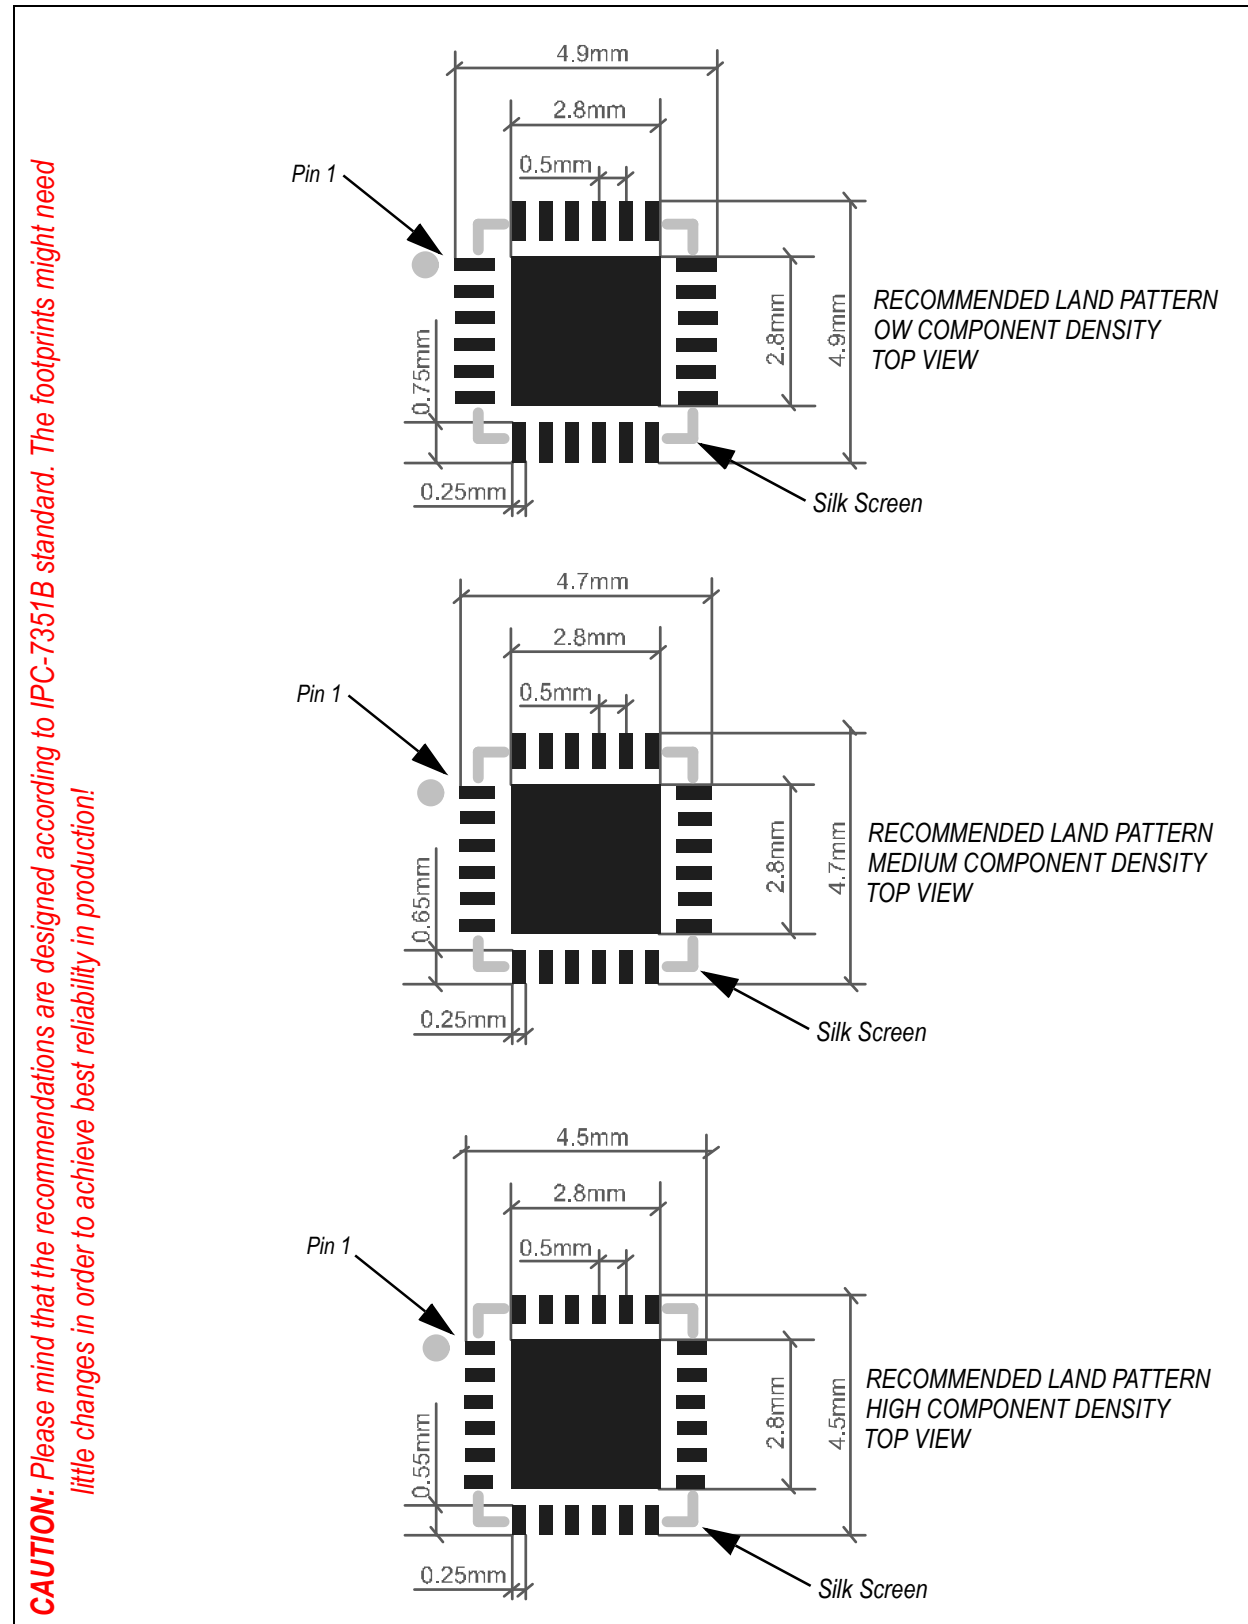 CAUTION: Please mind that the recommendations are designed according to IPC-7351B standard. The footprints might need
little changes in order to achieve best reliability in production!
4.9mm
2.8mm
0.5mm
Pin 1
2.8mm
4.9mm
RECOMMENDED LAND PATTERN
OW COMPONENT DENSITY
TOP VIEW
0.75mm
0.25mm
Silk Screen
4.7mm
2.8mm
0.5mm
Pin 1
2.8mm
4.7mm
RECOMMENDED LAND PATTERN
MEDIUM COMPONENT DENSITY
TOP VIEW
0.65mm
0.25mm
Silk Screen
4.5mm
2.8mm
0.5mm
Pin 1
2.8mm
4.5mm
RECOMMENDED LAND PATTERN
HIGH COMPONENT DENSITY
TOP VIEW
0.55mm
0.25mm
Silk Screen